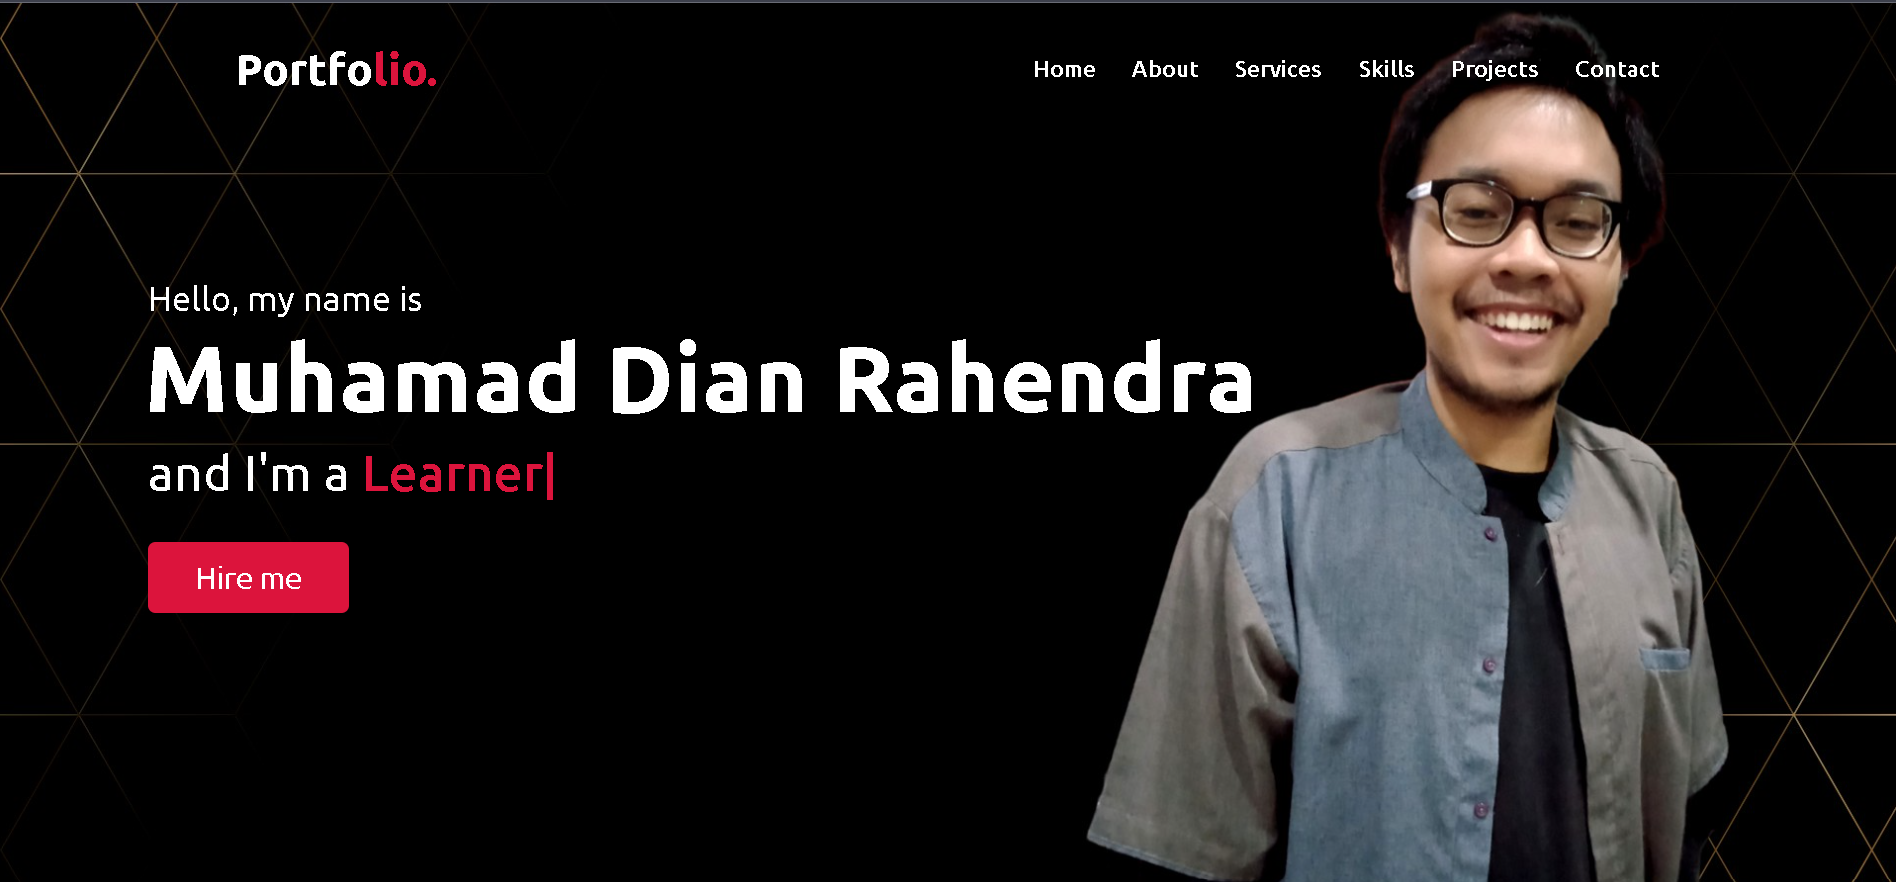 Portfolio.
Home About Services Skills Projects Contact
Hello, my name is
Muhamad Dian Rahendra
and I'm a Learner|
Hire me